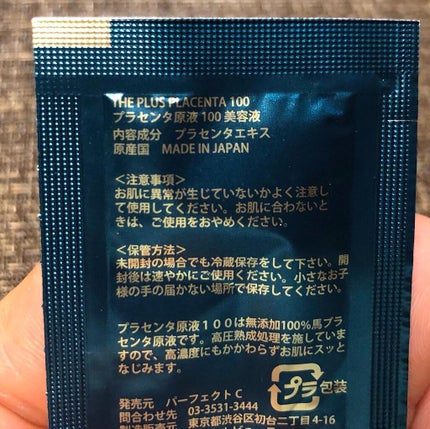 THE PLUS PLACENTA 100
プラセンタ原液 100 美容液
内容成分　プラセンタエキス
原産国　MADE IN JAPAN
<注意事項>
お肌に異常が生じていないかよく注意し
て使用してください。お肌に合わないと
きは、ご使用をおやめください。
<保管方法>
未開封の場合でも冷蔵保存をして下さい。開
封後は速やかにご使用ください。小さなお子
様の手の届かない場所で保存してください。
プラセンタ原液１００は無添加100%馬プラ
センタ原液です。高圧熟成処理を施していま
すので、高濃度にもかかわらずお肌にスッと
なじみます。
プラ 包装
発売元　パーフェクトC
問合わせ先　03-3531-3444
東京都渋谷区初台二丁目4-16